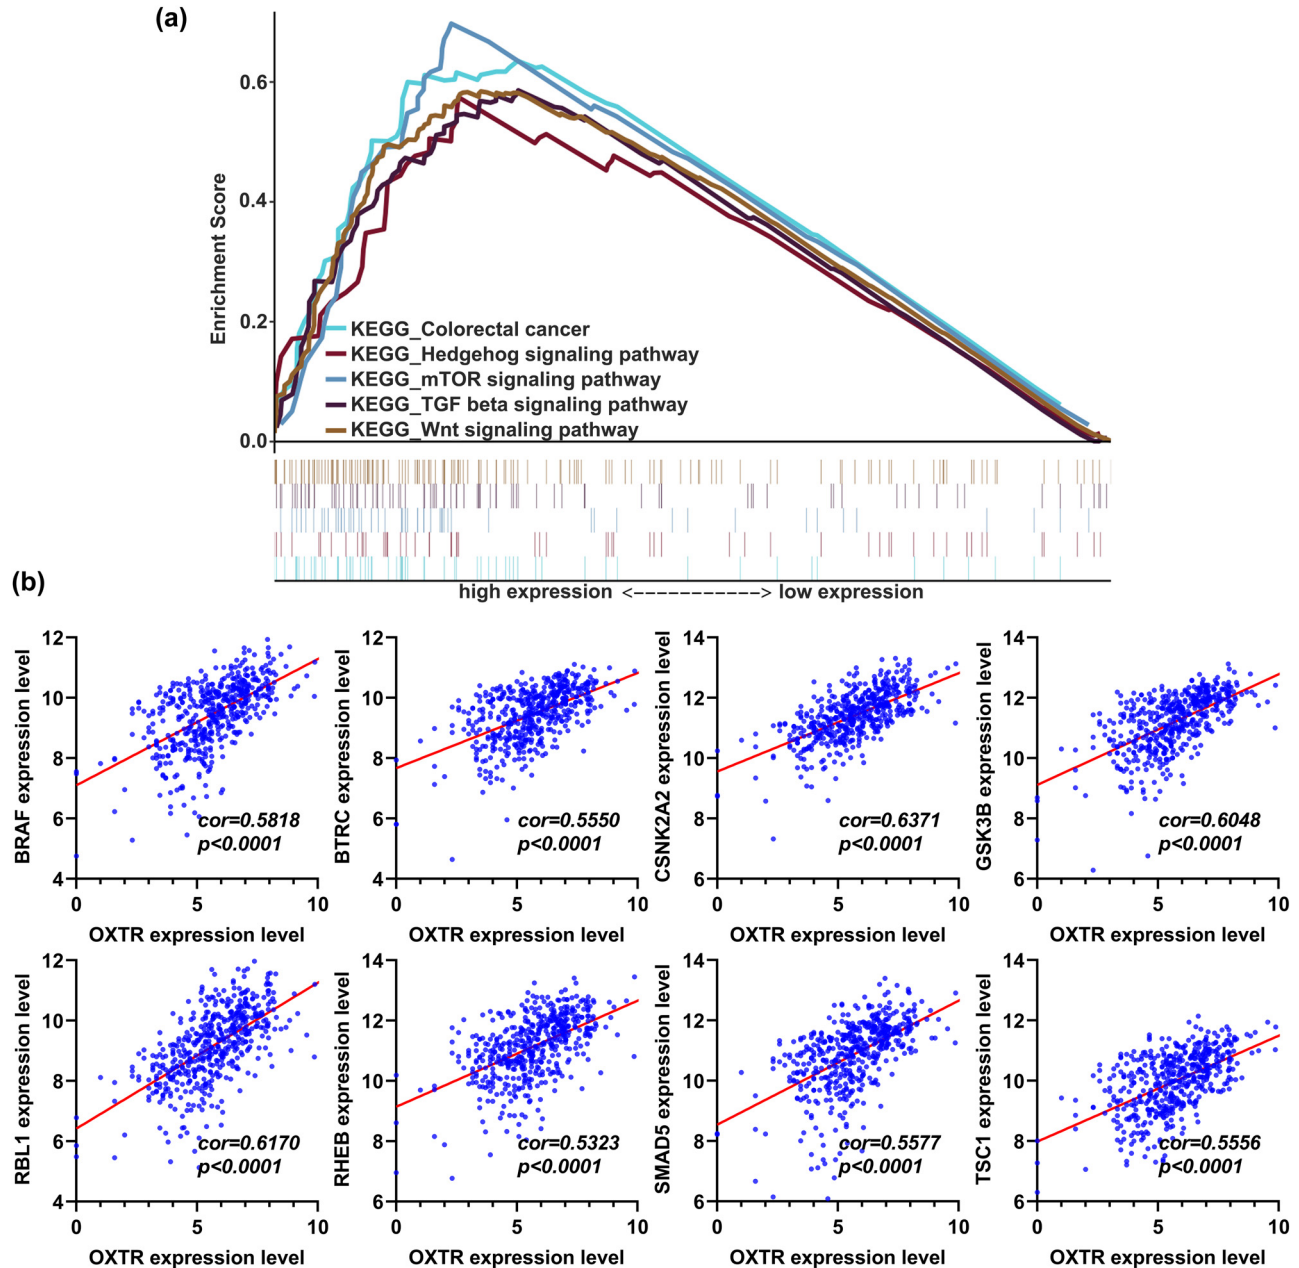 (a)
Enrichment Score
0.6
0.4
0.2
0.0
KEGG_Colorectal cancer
KEGG_Hedgehog signaling pathway
KEGG_mTOR signaling pathway
KEGG_TGF beta signaling pathway
KEGG_Wnt signaling pathway
high expression <------------> low expression
(b)
BRAF expression level
12
10
8
6
4
cor=0.5818
p<0.0001
0 5 10
OXTR expression level
BTRC expression level
12
10
8
6
4
cor=0.5550
p<0.0001
0 5 10
OXTR expression level
CSNK2A2 expression level
14
12
10
8
6
cor=0.6371
p<0.0001
0 5 10
OXTR expression level
GSK3B expression level
14
12
10
8
6
cor=0.6048
p<0.0001
0 5 10
OXTR expression level
RBL1 expression level
12
10
8
6
4
cor=0.6170
p<0.0001
0 5 10
OXTR expression level
RHEB expression level
14
12
10
8
6
cor=0.5323
p<0.0001
0 5 10
OXTR expression level
SMAD5 expression level
14
12
10
8
6
cor=0.5577
p<0.0001
0 5 10
OXTR expression level
TSC1 expression level
14
12
10
8
6
cor=0.5556
p<0.0001
0 5 10
OXTR expression level